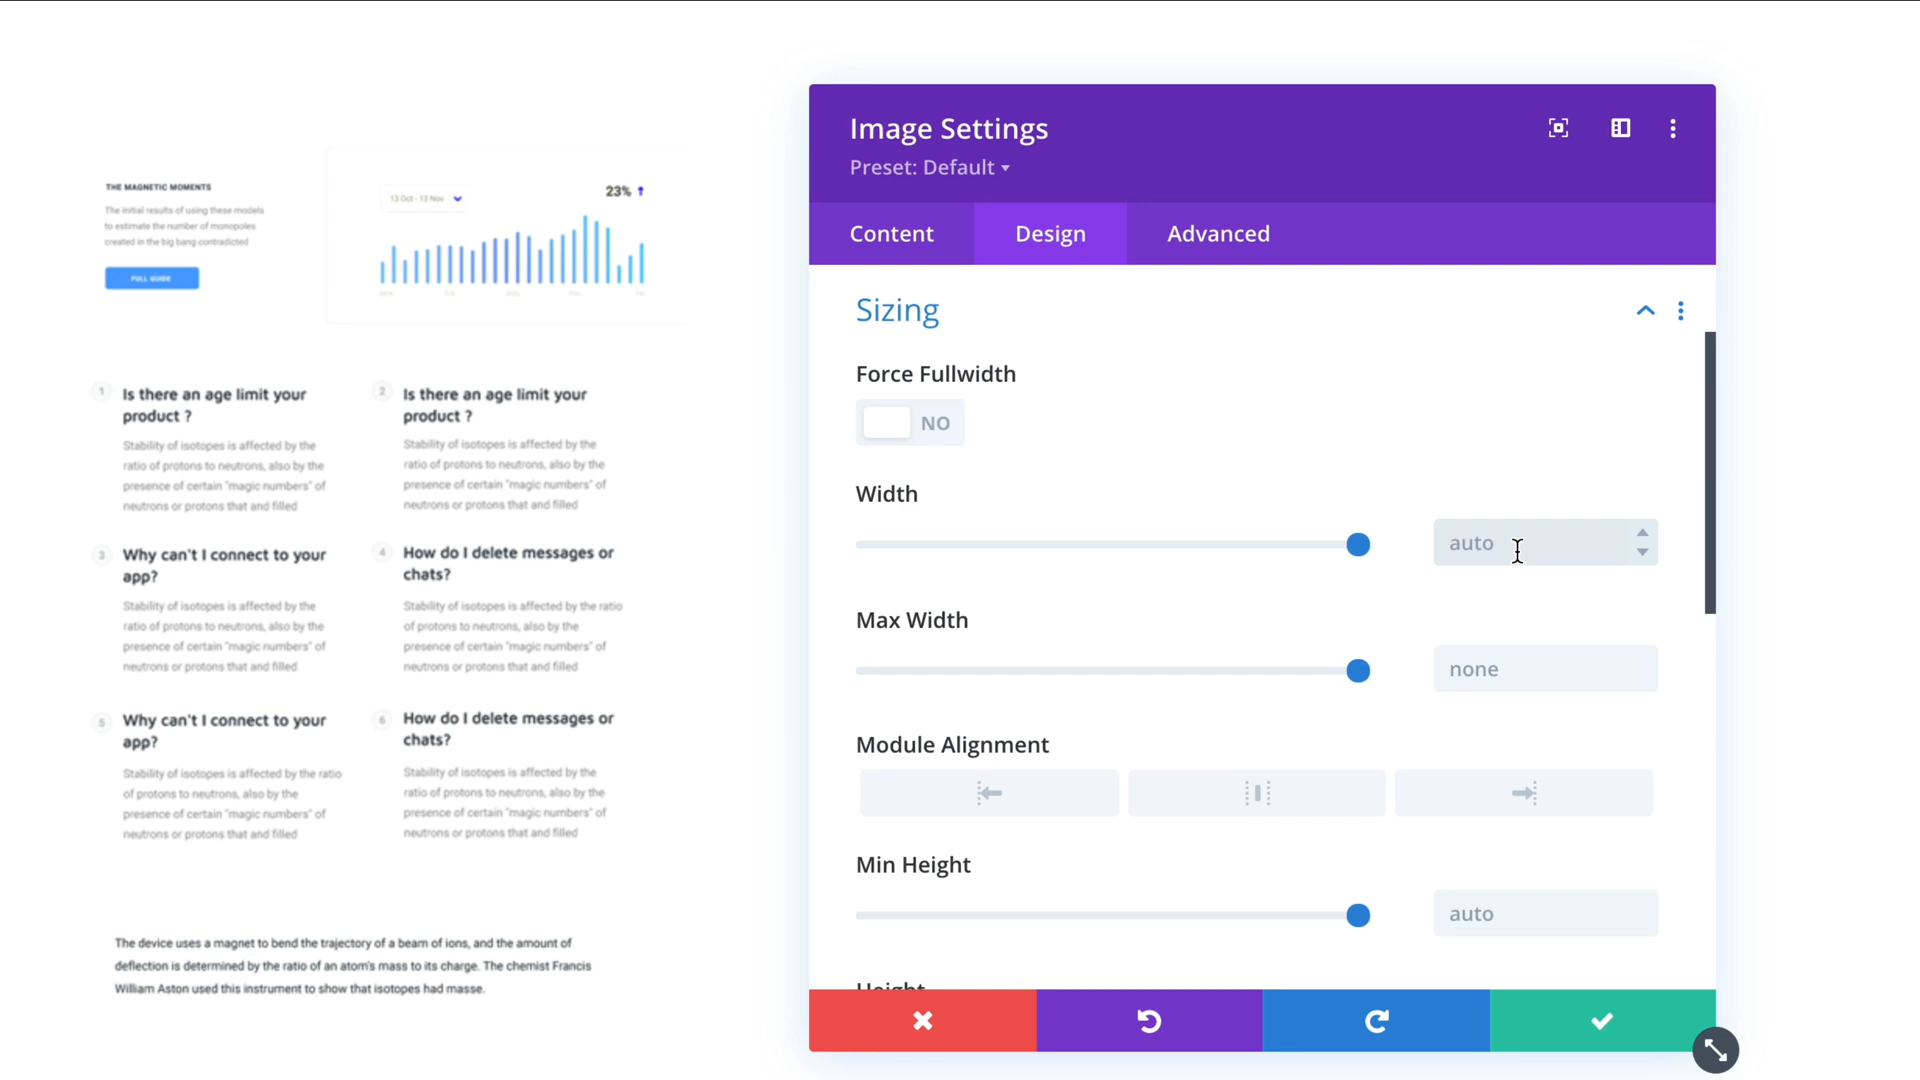 THE MAGNETIC MOMENTS
The initial results of using these models
to estimate the number of monopoles
created in the big bang contradicted
FULL GUIDE
13 Oct - 13 Nov
23%
1
Is there an age limit your
product ?
Stability of isotopes is affected by the
ratio of protons to neutrons, also by the
presence of certain "magic numbers" of
neutrons or protons that and filled
2
Is there an age limit your
product ?
Stability of isotopes is affected by the
ratio of protons to neutrons, also by the
presence of certain "magic numbers" of
neutrons or protons that and filled
3
Why can't I connect to your
app?
Stability of isotopes is affected by the
ratio of protons to neutrons, also by the
presence of certain "magic numbers" of
neutrons or protons that and filled
4
How do I delete messages or
chats?
Stability of isotopes is affected by the ratio
of protons to neutrons, also by the
presence of certain "magic numbers" of
neutrons or protons that and filled
5
Why can't I connect to your
app?
Stability of isotopes is affected by the ratio
of protons to neutrons, also by the
presence of certain "magic numbers" of
neutrons or protons that and filled
6
How do I delete messages or
chats?
Stability of isotopes is affected by the
ratio of protons to neutrons, also by the
presence of certain "magic numbers" of
neutrons or protons that and filled
The device uses a magnet to bend the trajectory of a beam of ions, and the amount of
deflection is determined by the ratio of an atom's mass to its charge. The chemist Francis
William Aston used this instrument to show that isotopes had masse.
Image Settings
Preset: Default
Content
Design
Advanced
Sizing
Force Fullwidth
NO
Width
auto
Max Width
none
Module Alignment
Min Height
auto
Height